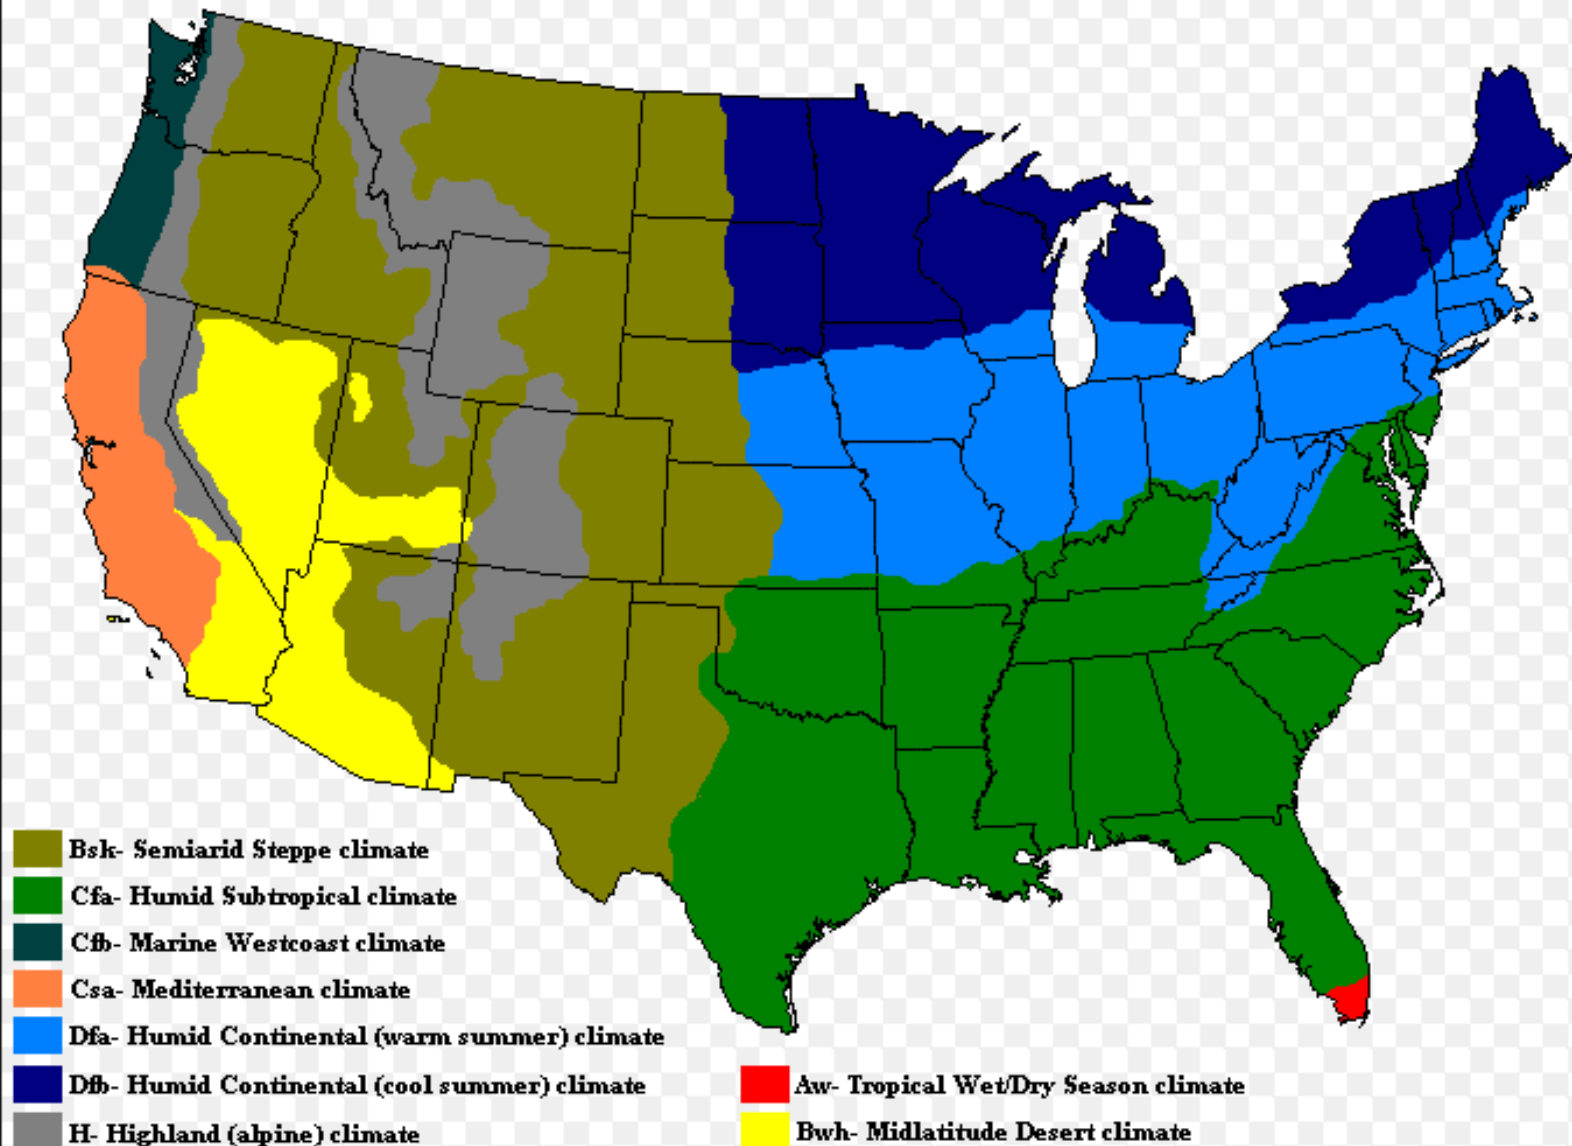 Bsk- Semiarid Steppe climate
Cfa- Humid Subtropical climate
Cfb- Marine Westcoast climate
Csa- Mediterranean climate
Dfa- Humid Continental (warm summer) climate
Dfb- Humid Continental (cool summer) climate
H- Highland (alpine) climate
Aw- Tropical Wet/Dry Season climate
Bwh- Midlatitude Desert climate